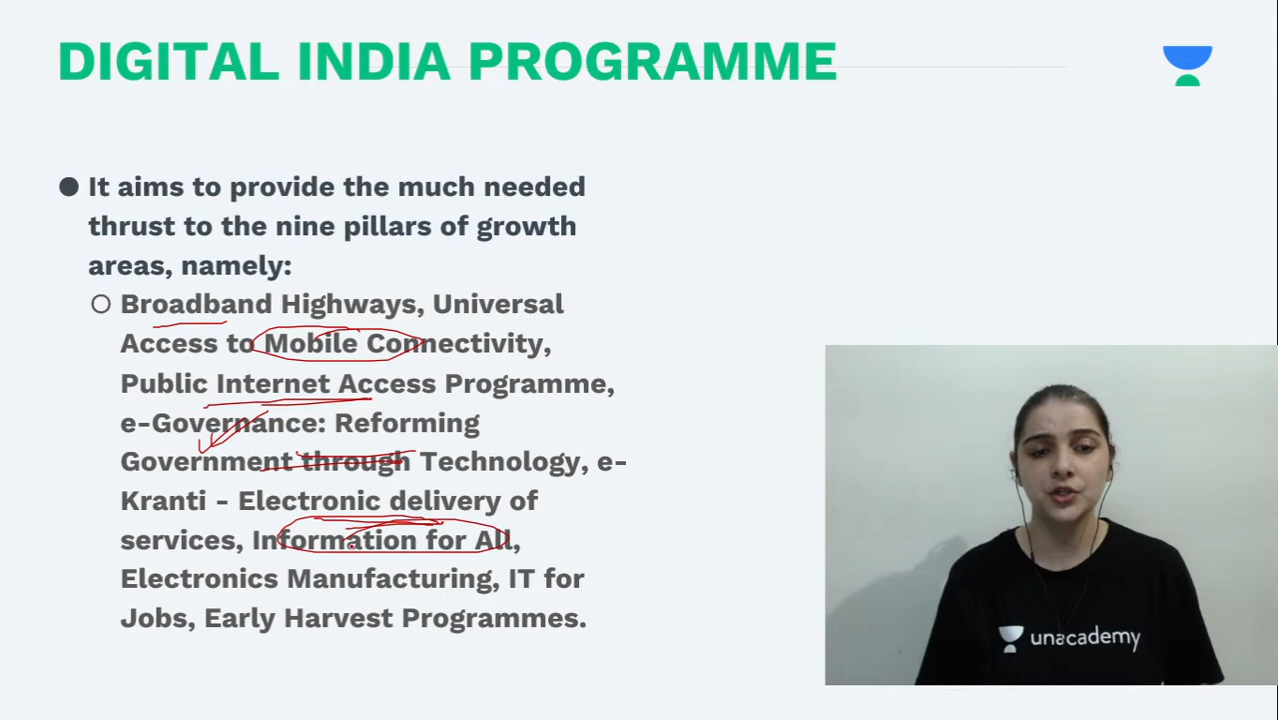 DIGITAL INDIA PROGRAMME
● It aims to provide the much needed
thrust to the nine pillars of growth
areas, namely:
○ Broadband Highways, Universal
Access to Mobile Connectivity,
Public Internet Access Programme,
e-Governance: Reforming
Government through Technology, e-
Kranti - Electronic delivery of
services, Information for All,
Electronics Manufacturing, IT for
Jobs, Early Harvest Programmes.
unacademy